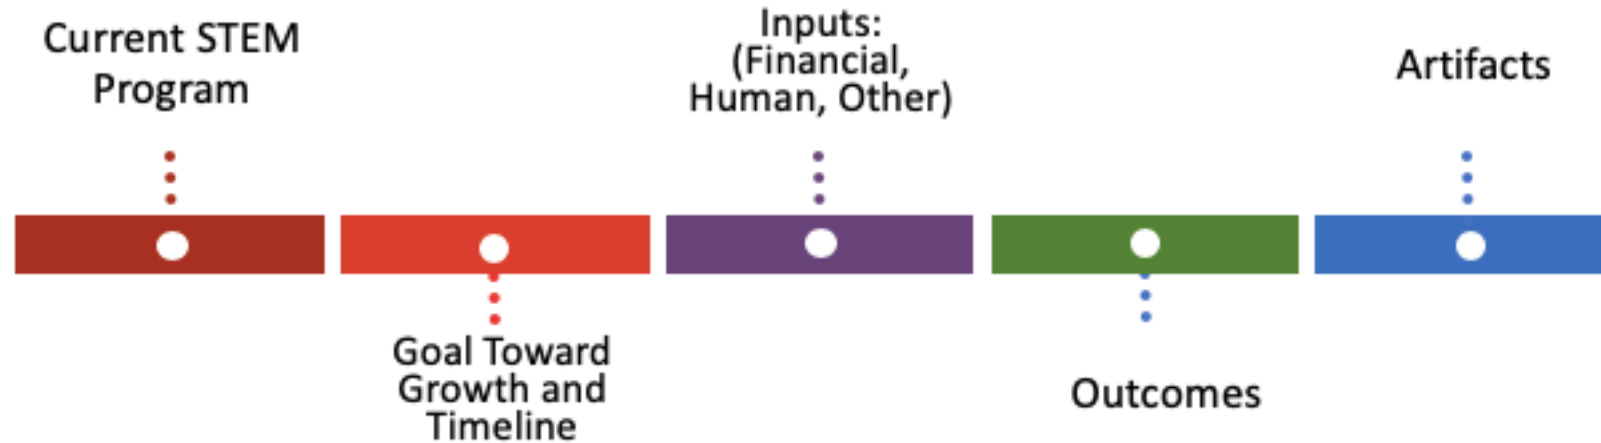 Current STEM
Program
Goal Toward
Growth and
Timeline
Inputs:
(Financial,
Human, Other)
Outcomes
Artifacts